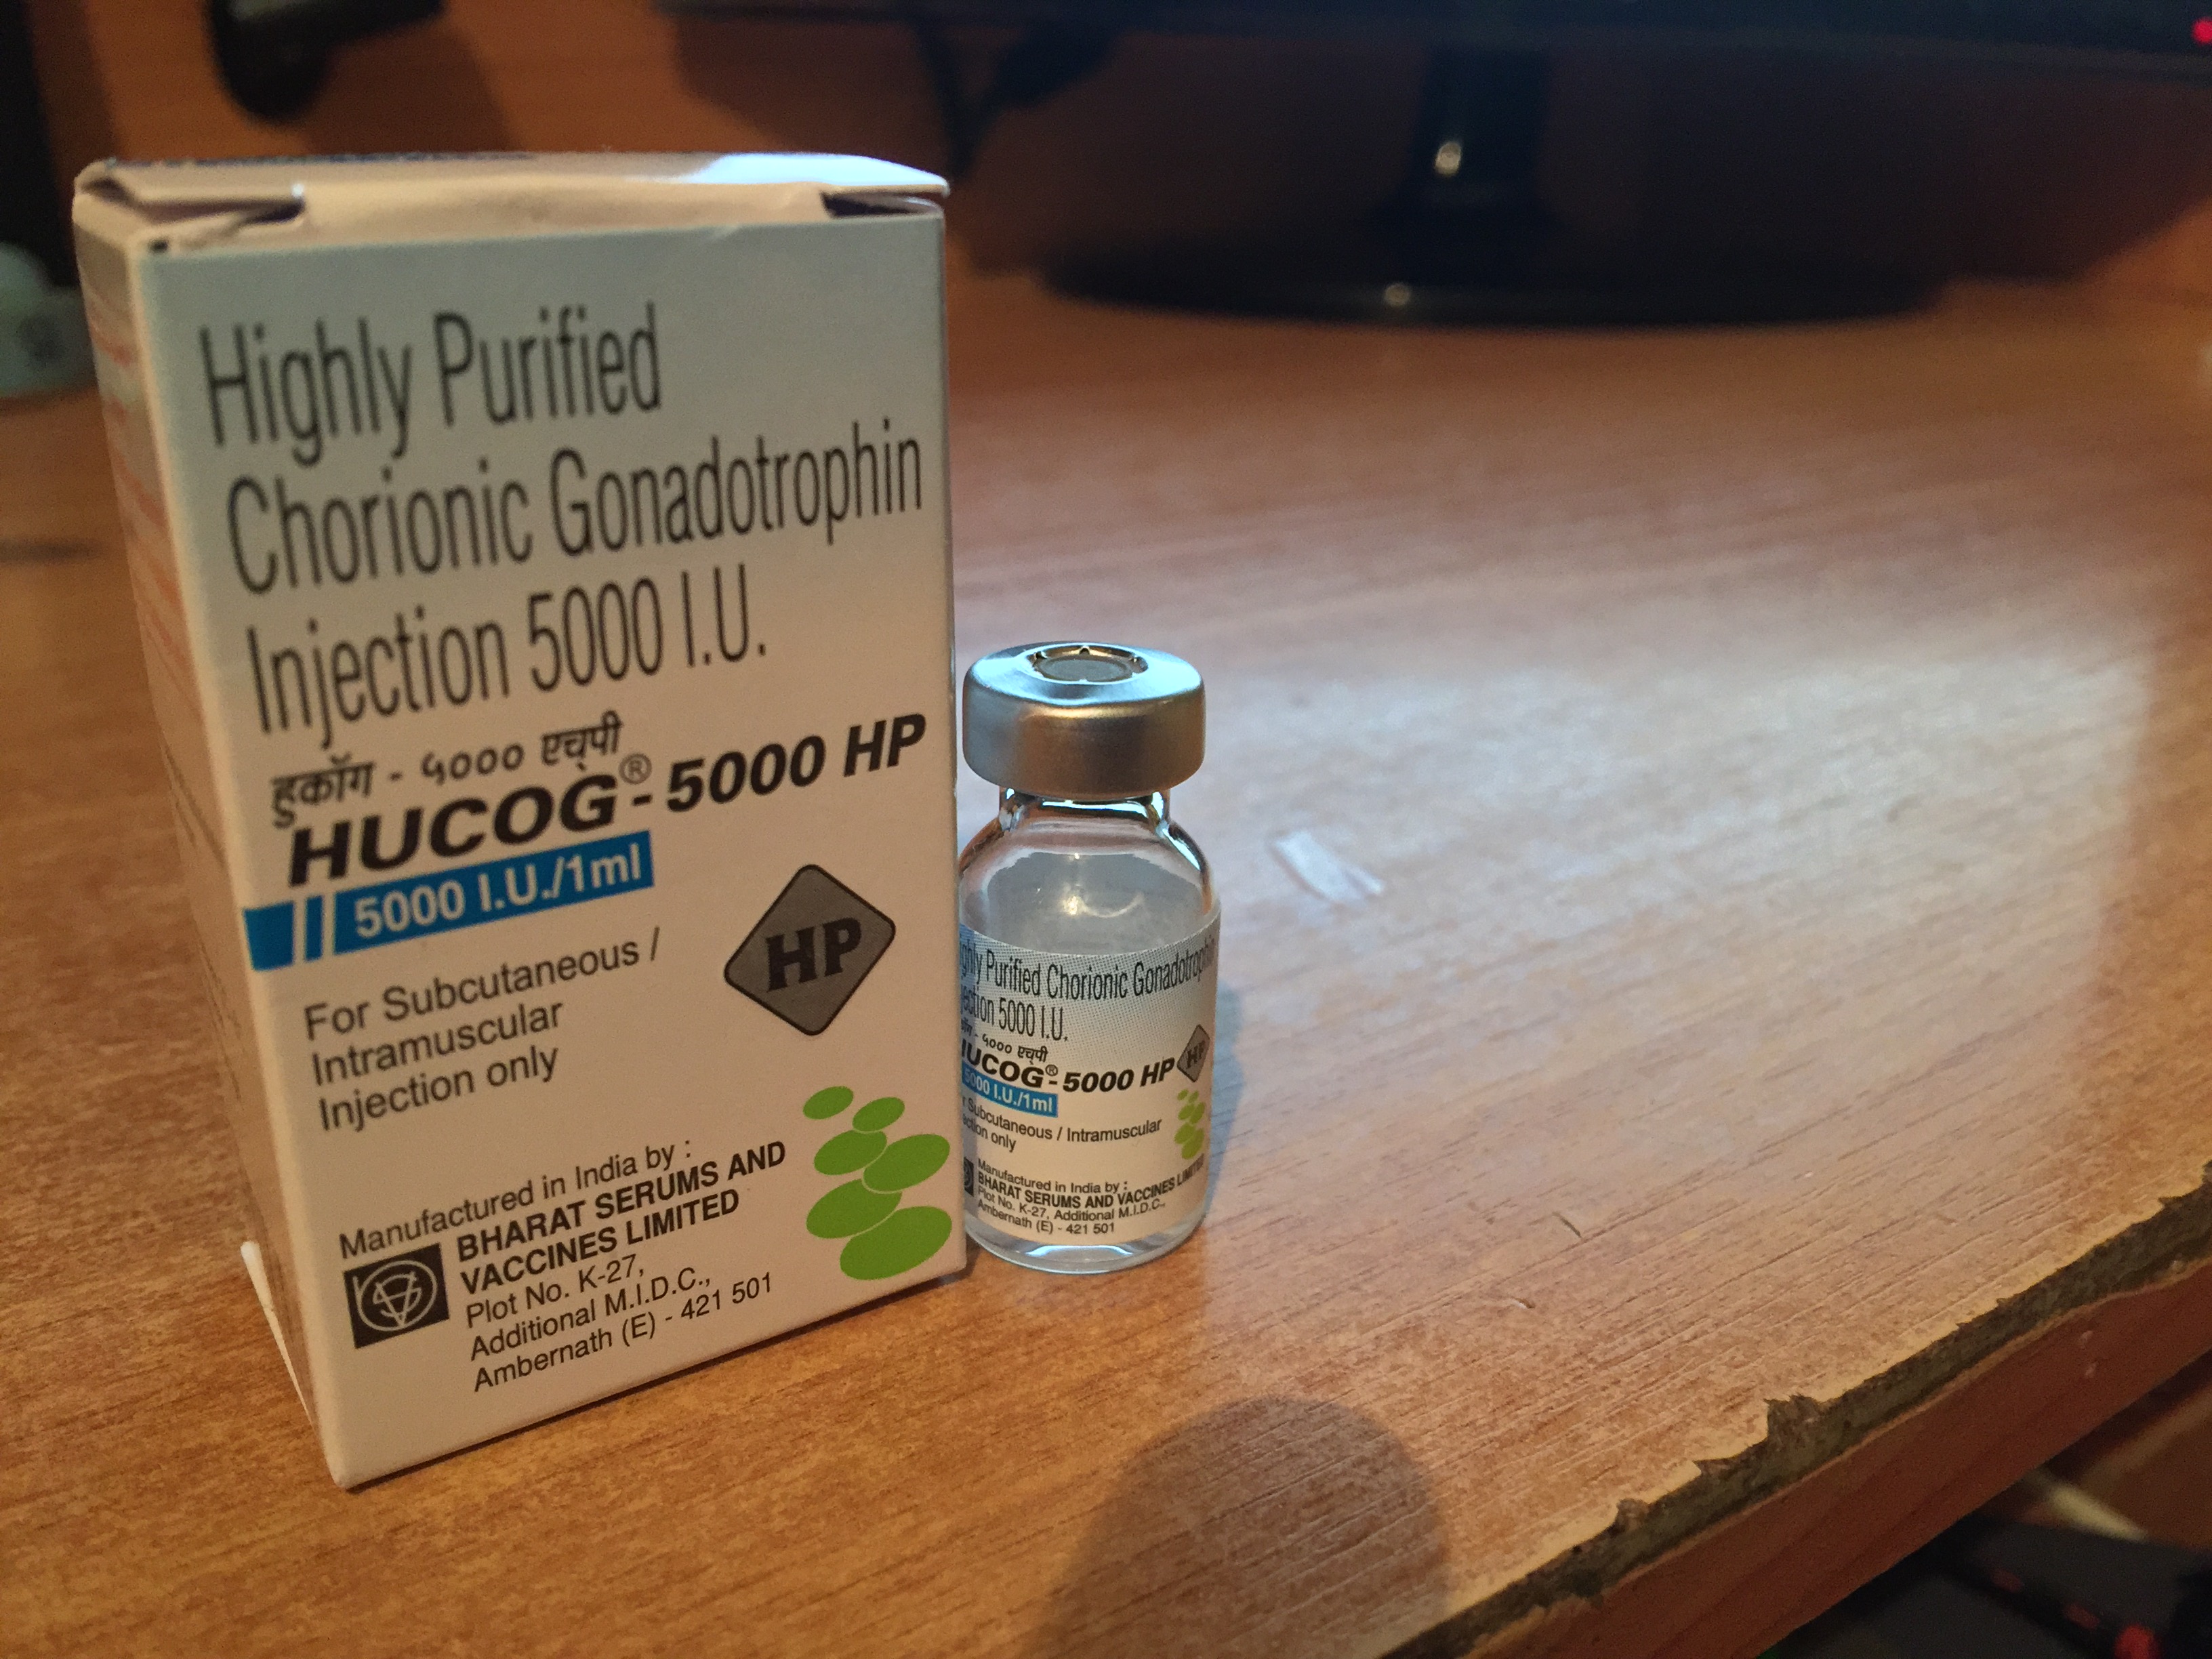 Highly Purified
Chorionic Gonadotrophin
Injection 5000 I.U.
हुकॉग - ५००० एच्पी
HUCOG®-5000 HP
5000 I.U./1ml
For Subcutaneous /
Intramuscular
Injection only
HP
Manufactured in India by :
BHARAT SERUMS AND
VACCINES LIMITED
Plot No. K-27,
Additional M.I.D.C.,
Ambernath (E) - 421 501
Purified Chorionic
5000 I.U.
५००० एच्पी
UCOG®-5000 HP
HP
5000 I.U./1ml
Subcutaneous / Intramuscular
only
Manufactured in India by :
BHARAT SERUMS AND VACCINES LIMITED
Plot No. K-27, Additional M.I.D.C.,
Ambernath (E) - 421 501